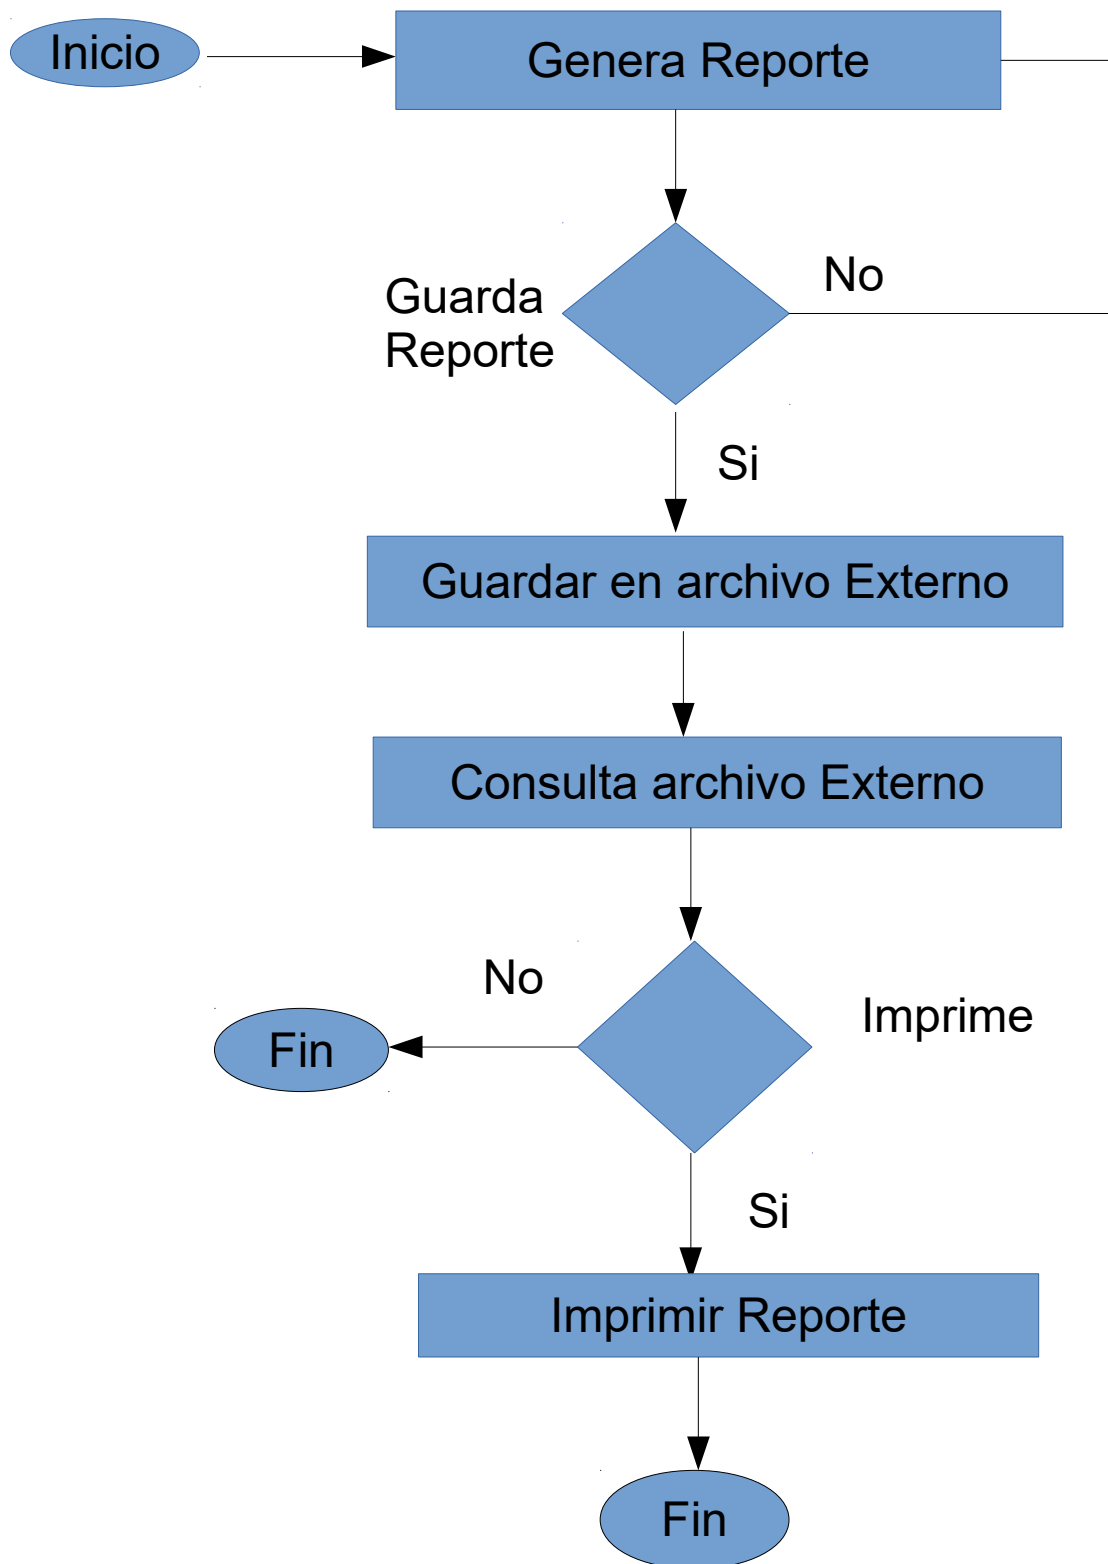 Inicio
Genera Reporte
No
Guarda
Reporte
Si
Guardar en archivo Externo
Consulta archivo Externo
No
Imprime
Fin
Si
Imprimir Reporte
Fin